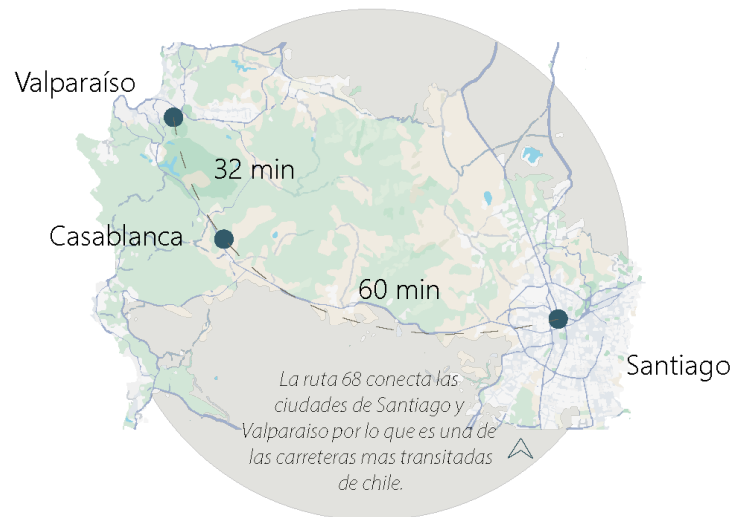 Valparaíso
32 min
Casablanca
60 min
Santiago
La ruta 68 conecta las
ciudades de Santiago y
Valparaiso por lo que es una de
las carreteras mas transitadas
de chile.